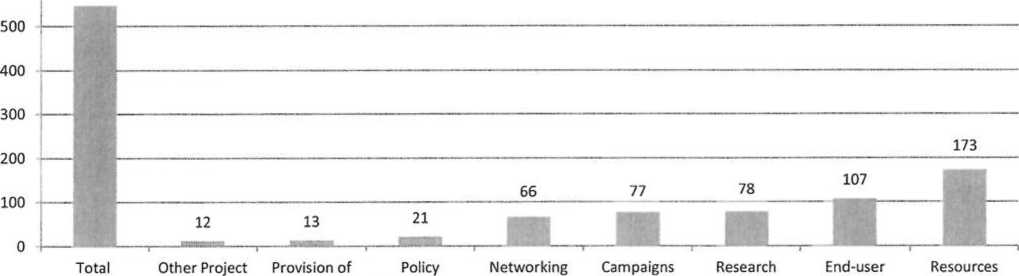 500
400
300
200
100
0
173
107
78
77
66
21
13
12
Total
Other Project
Provision of
Policy
Networking
Campaigns
Research
End-user
Resources